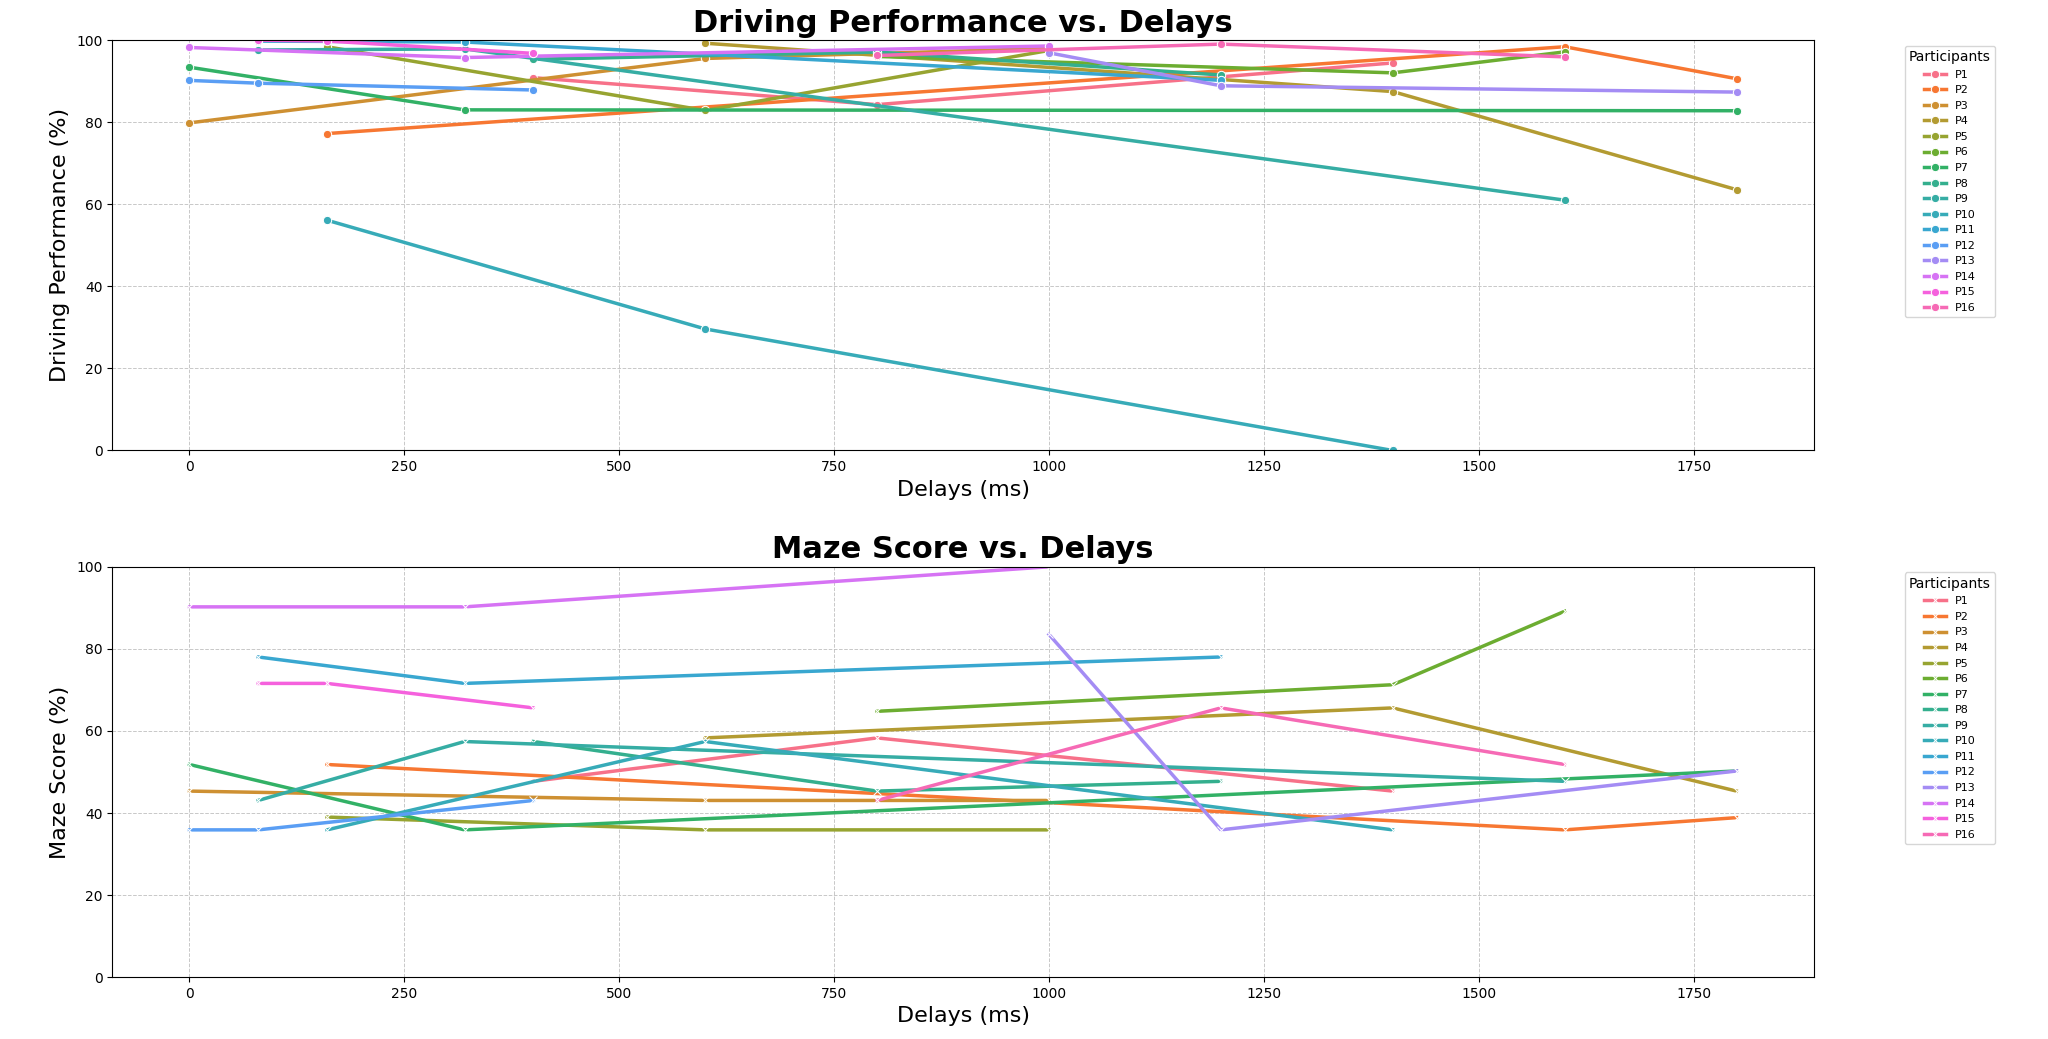 Driving Performance vs. Delays
Driving Performance (%)
100
80
60
40
20
0
0 250 500 750 1000 1250 1500 1750
Delays (ms)
Participants
P1
P2
P3
P4
P5
P6
P7
P8
P9
P10
P11
P12
P13
P14
P15
P16
Maze Score vs. Delays
Maze Score (%)
100
80
60
40
20
0
0 250 500 750 1000 1250 1500 1750
Delays (ms)
Participants
P1
P2
P3
P4
P5
P6
P7
P8
P9
P10
P11
P12
P13
P14
P15
P16